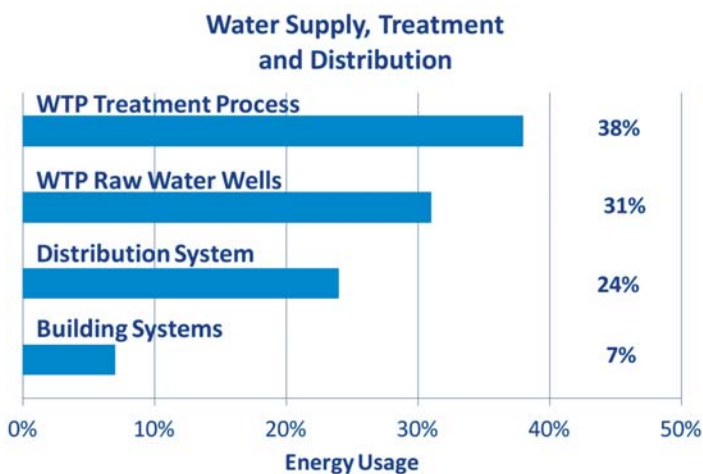 Water Supply, Treatment
and Distribution
WTP Treatment Process
38%
WTP Raw Water Wells
31%
Distribution System
24%
Building Systems
7%
0% 10% 20% 30% 40% 50%
Energy Usage